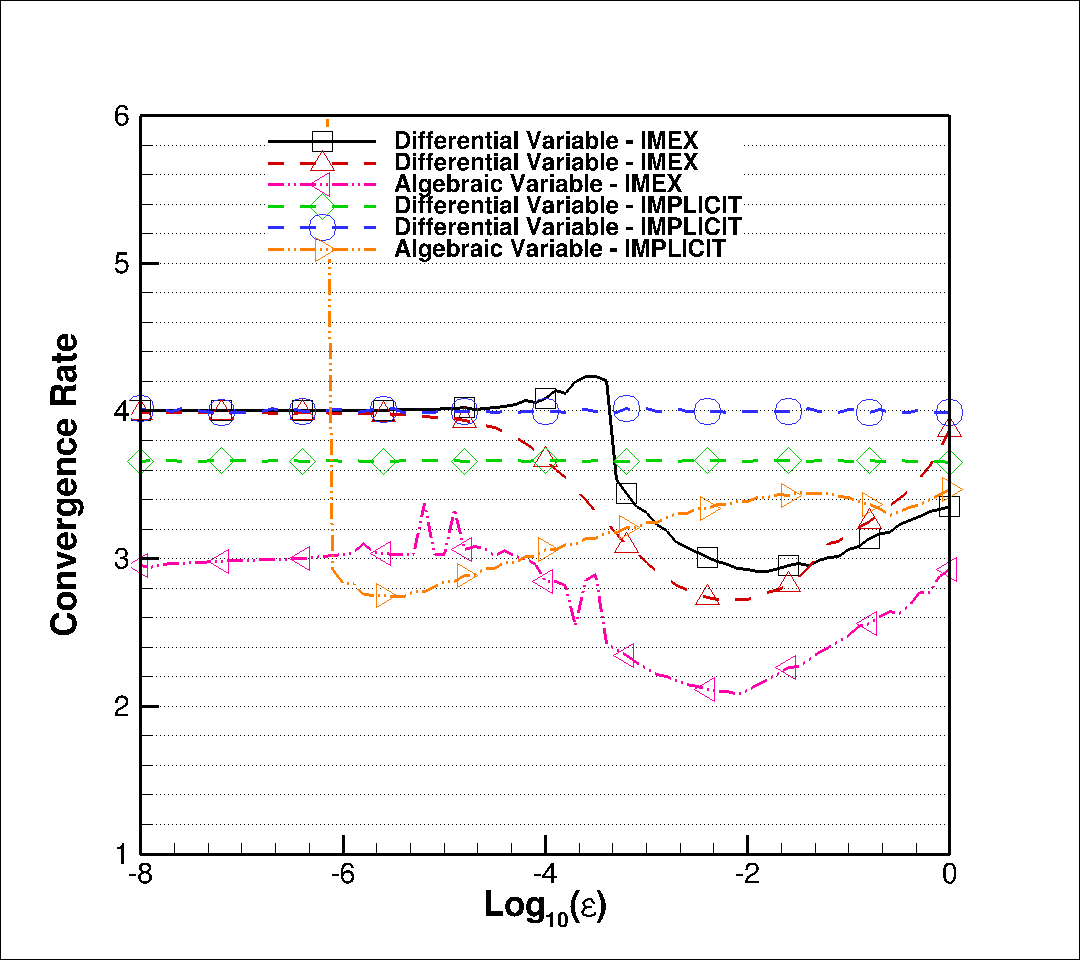 6
5
4
3
2
1
Convergence Rate
Differential Variable - IMEX
Differential Variable - IMEX
Algebraic Variable - IMEX
Differential Variable - IMPLICIT
Differential Variable - IMPLICIT
Algebraic Variable - IMPLICIT
-8 -6 -4 -2 0
Log10(ε)